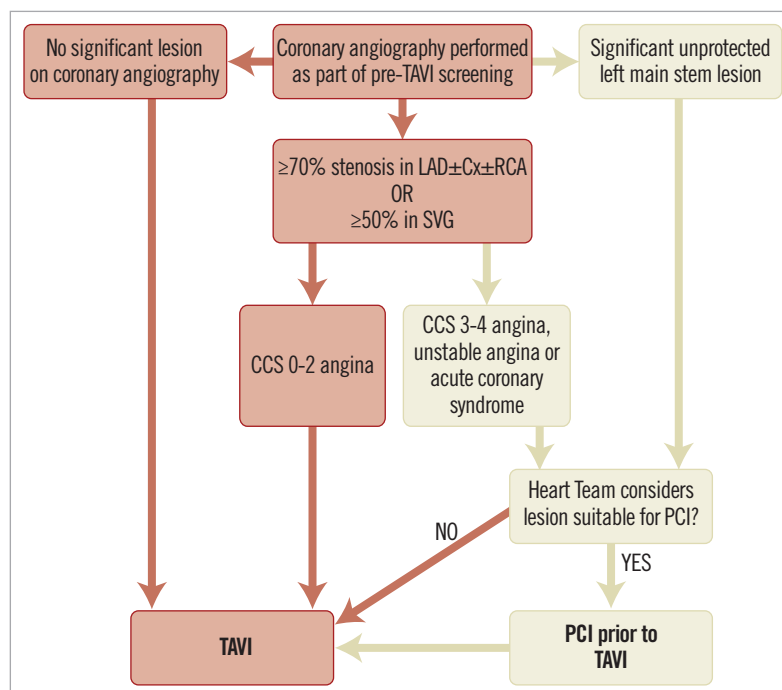 No significant lesion
on coronary angiography
Coronary angiography performed
as part of pre-TAVI screening
Significant unprotected
left main stem lesion
≥70% stenosis in LAD±Cx±RCA
OR
≥50% in SVG
CCS 0-2 angina
CCS 3-4 angina,
unstable angina or
acute coronary
syndrome
Heart Team considers
lesion suitable for PCI?
NO
YES
TAVI
PCI prior to
TAVI